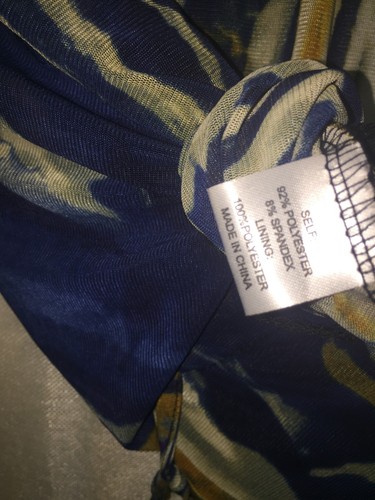 SELF
92% POLYESTER
8% SPANDEX
LINING:
100%POLYESTER
MADE IN CHINA